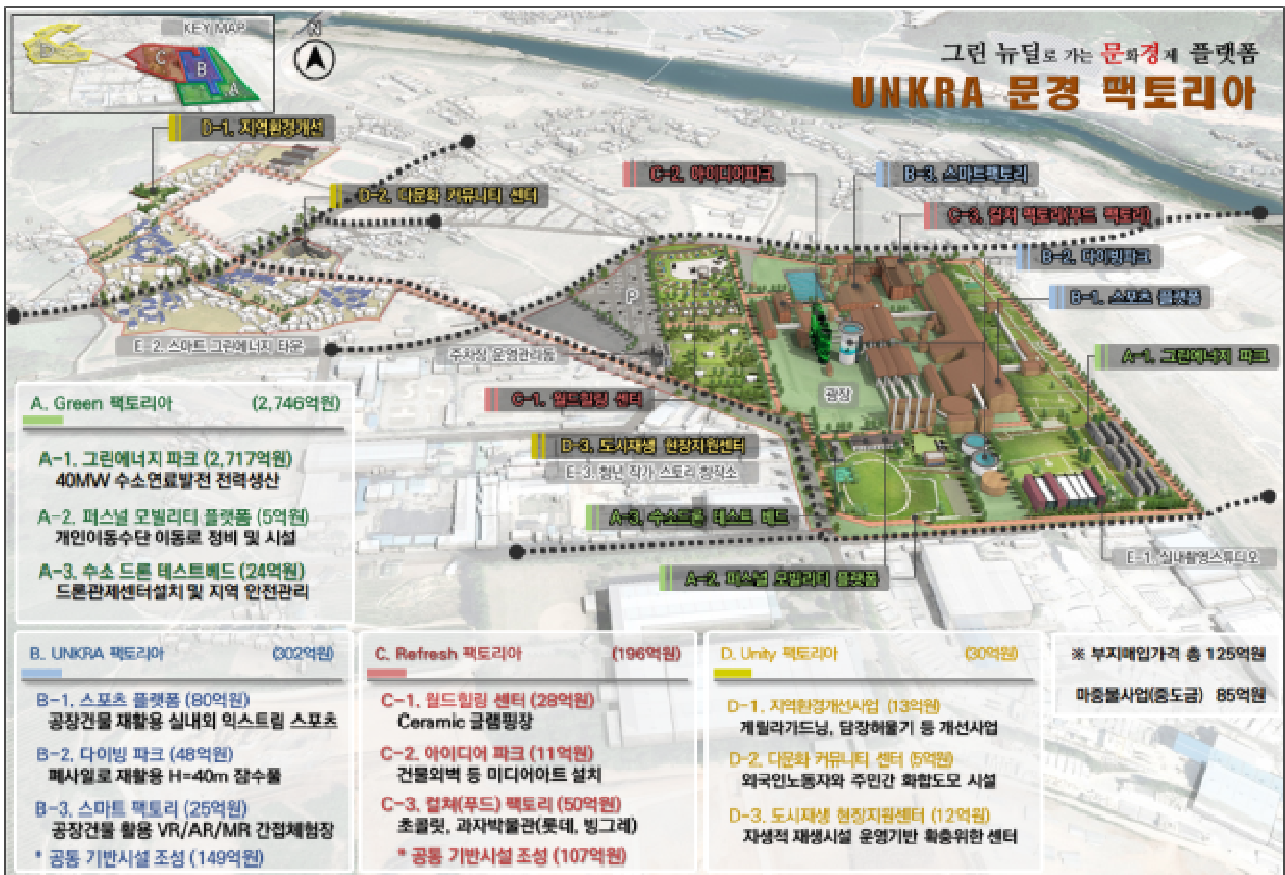 KEY MAP
N
D
C
B
A
그린 뉴딜로 가는 문화경제 플랫폼
UNKRA 문경 팩토리아
D-1. 지역환경개선
D-2. 다문화 커뮤니티 센터
C-2. 아이디어파크
B-3. 스마트팩토리
C-3. 컬처 팩토리(푸드 팩토리)
B-2. 다이빙파크
B-1. 스포츠 플랫폼
P
E-2. 스마트 그린에너지 타운
주차장 운영관리동
A-1. 그린에너지 파크
C-1. 월드힐링 센터
광장
D-3. 도시재생 현장지원센터
E-3. 청년 작가 스토리 창작소
A-3. 수소드론 테스트 베드
E-1. 실내촬영스튜디오
A-2. 퍼스널 모빌리티 플랫폼
A. Green 팩토리아 (2,746억원)
A-1. 그린에너지 파크 (2,717억원)
40MW 수소연료발전 전력생산
A-2. 퍼스널 모빌리티 플랫폼 (5억원)
개인이동수단 이동로 정비 및 시설
A-3. 수소 드론 테스트베드 (24억원)
드론관제센터설치 및 지역 안전관리
B. UNKRA 팩토리아 (302억원)
B-1. 스포츠 플랫폼 (80억원)
공장건물 재활용 실내외 익스트림 스포츠
B-2. 다이빙 파크 (48억원)
폐사일로 재활용 H=40m 잠수풀
B-3. 스마트 팩토리 (25억원)
공장건물 활용 VR/AR/MR 간접체험장
* 공통 기반시설 조성 (149억원)
C. Refresh 팩토리아 (196억원)
C-1. 월드힐링 센터 (28억원)
Ceramic 글램핑장
C-2. 아이디어 파크 (11억원)
건물외벽 등 미디어아트 설치
C-3. 컬처(푸드) 팩토리 (50억원)
초콜릿, 과자박물관(롯데, 빙그레)
* 공통 기반시설 조성 (107억원)
D. Unity 팩토리아 (30억원)
D-1. 지역환경개선사업 (13억원)
게릴라가드닝, 담장허물기 등 개선사업
D-2. 다문화 커뮤니티 센터 (5억원)
외국인노동자와 주민간 화합도모 시설
D-3. 도시재생 현장지원센터 (12억원)
자생적 재생시설 운영기반 확충위한 센터
※ 부지매입가격 총 125억원
마중물사업(중도금) 85억원